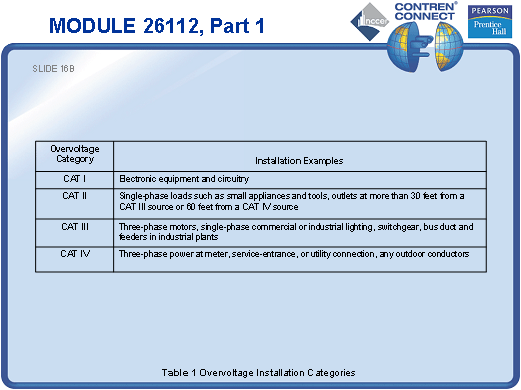 MODULE 26112, Part 1
nccer
CONTREN®
CONNECT
PEARSON
Prentice
Hall
SLIDE 16B
Overvoltage
Category
Installation Examples
CAT I
Electronic equipment and circuitry
CAT II
Single-phase loads such as small appliances and tools, outlets at more than 30 feet from a
CAT III source or 60 feet from a CAT IV source
CAT III
Three-phase motors, single-phase commercial or industrial lighting, switchgear, bus duct and
feeders in industrial plants
CAT IV
Three-phase power at meter, service-entrance, or utility connection, any outdoor conductors
Table 1 Overvoltage Installation Categories